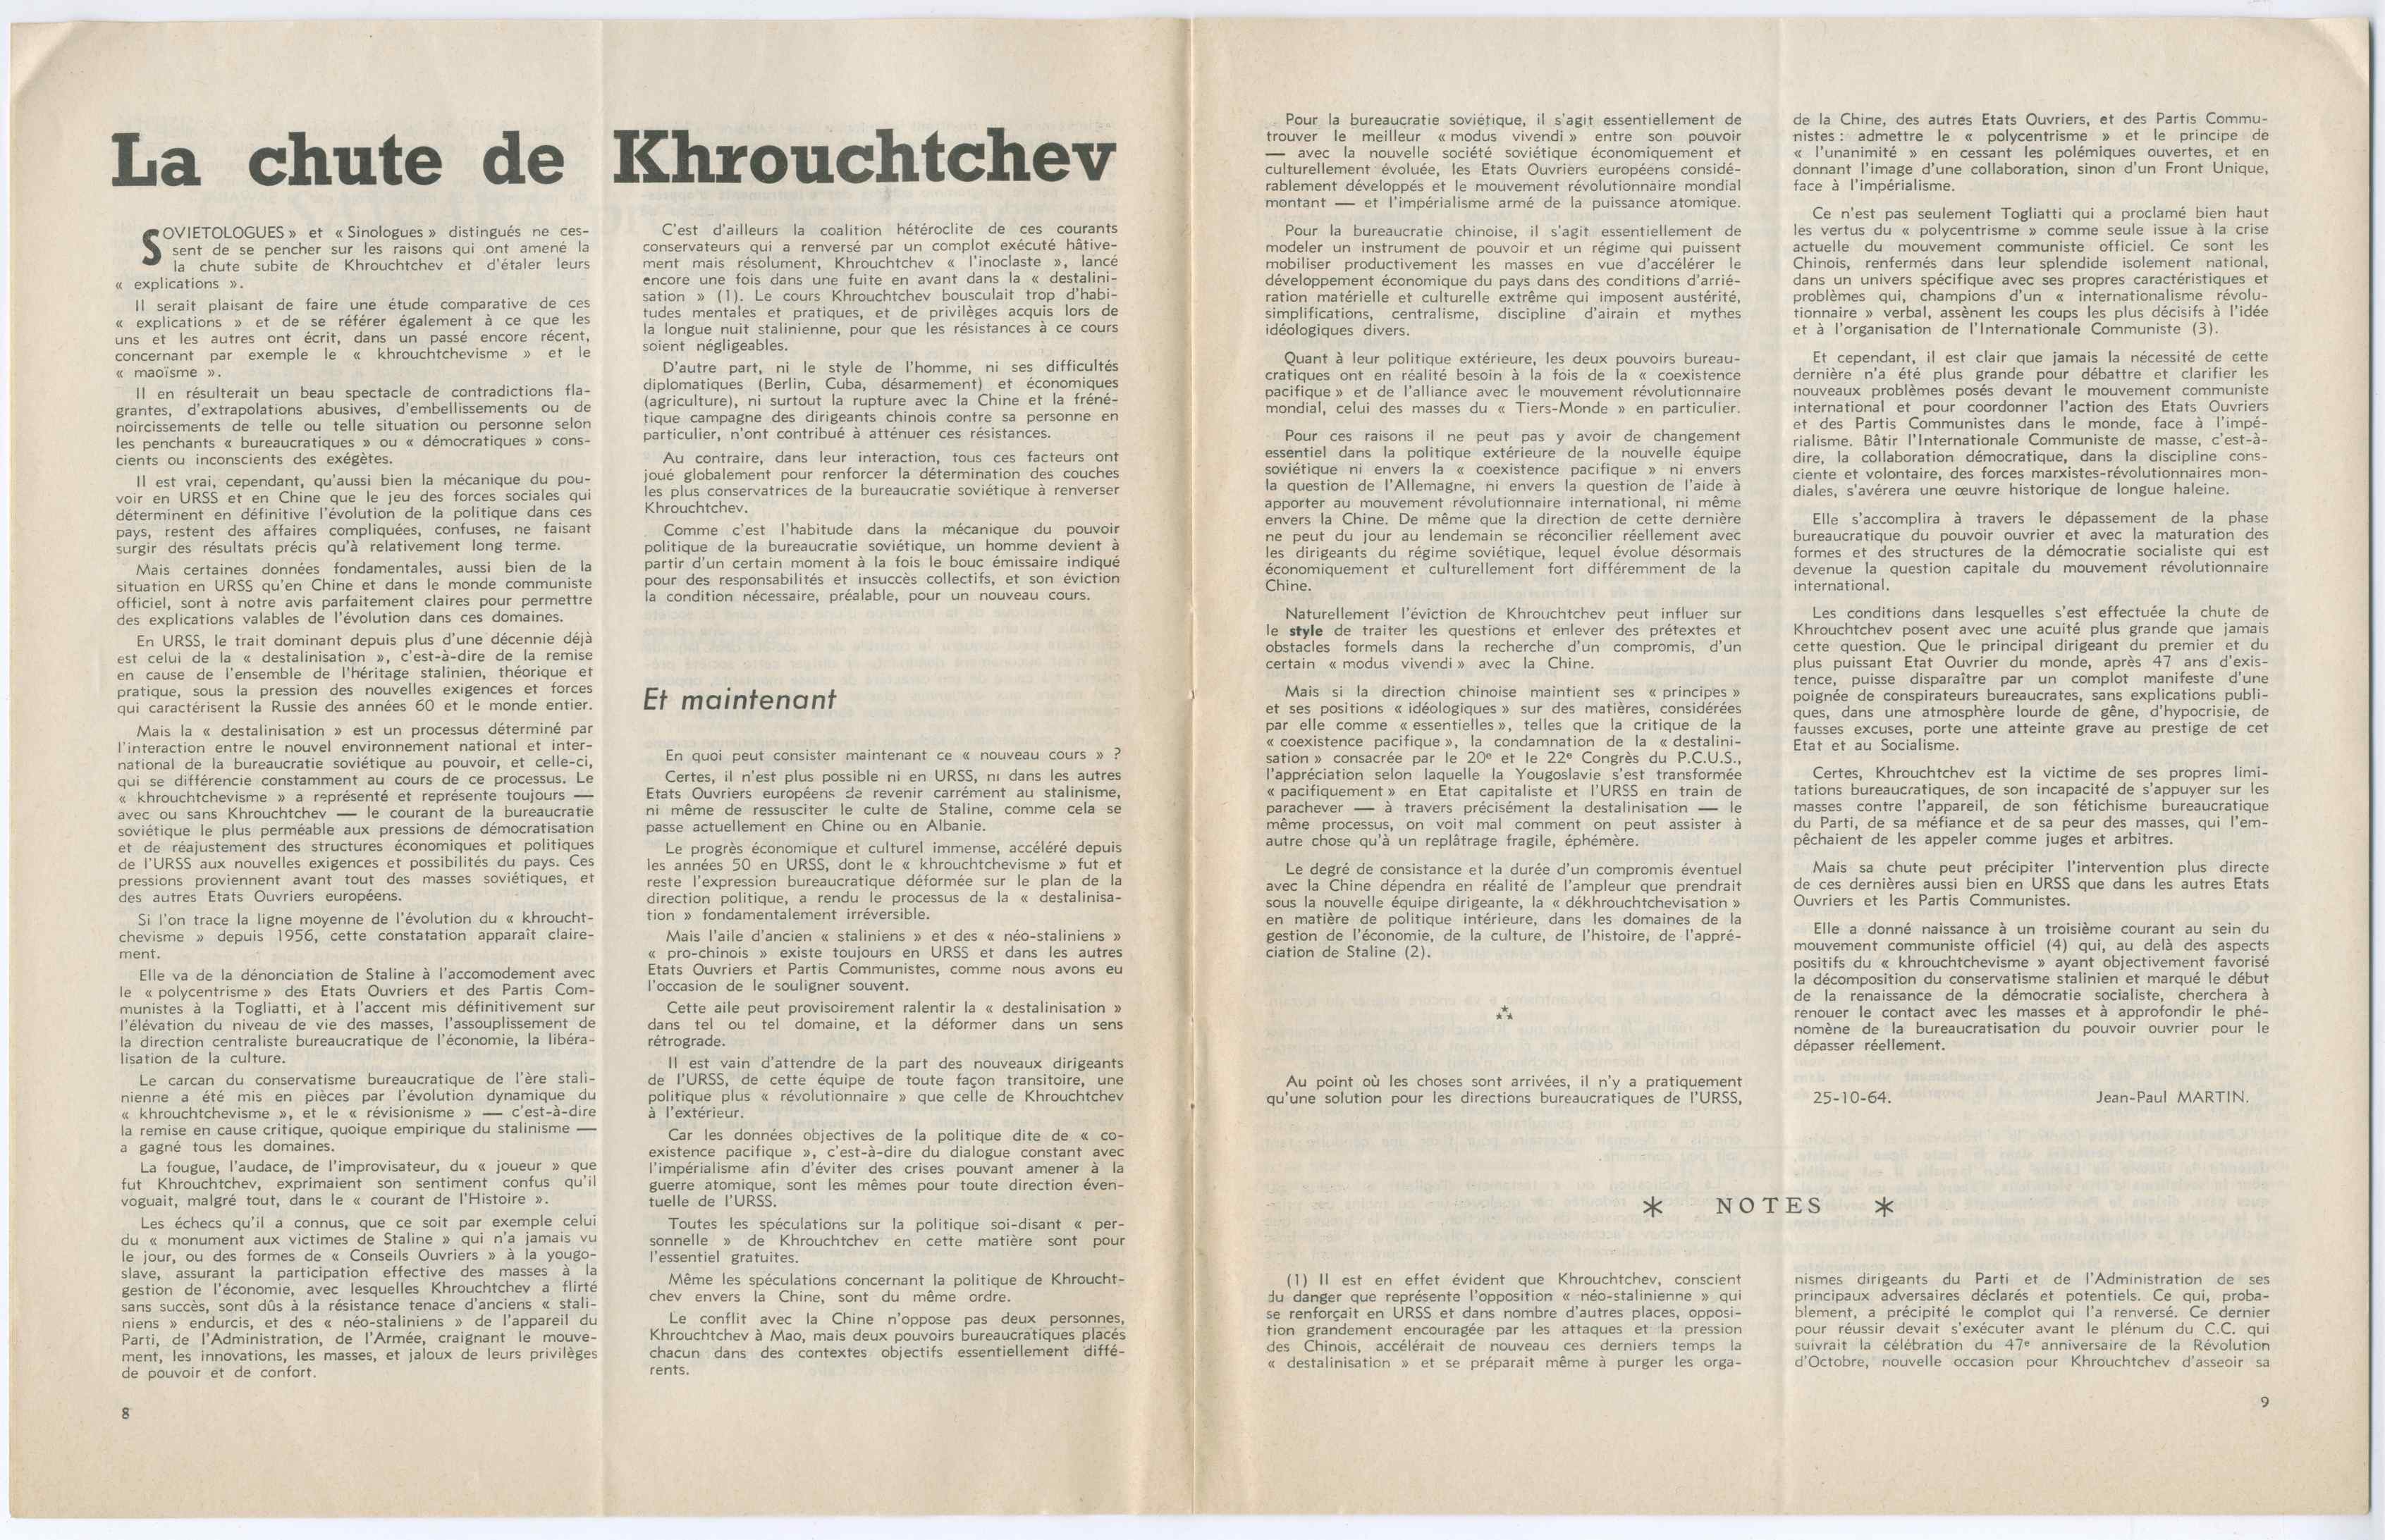 La chute de Khrouchtchev
SOVIETOLOGUES » et « Sinologues » distingués ne ces-
sent de se pencher sur les raisons qui ont amené la
la chute subite de Khrouchtchev et d'étaler leurs
« explications ».
Il serait plaisant de faire une étude comparative de ces
« explications » et de se référer également à ce que les
uns et les autres ont écrit, dans un passé encore récent,
concernant par exemple le « khrouchtchevisme » et le
« maoïsme ».
Il en résulterait un beau spectacle de contradictions fla-
grantes, d'extrapolations abusives, d'embellissements ou de
noircissements de telle ou telle situation ou personne selon
les penchants « bureaucratiques » ou « démocratiques » cons-
cients ou inconscients des exégètes.
Il est vrai, cependant, qu'aussi bien la mécanique du pou-
voir en URSS et en Chine que le jeu des forces sociales qui
déterminent en définitive l'évolution de la politique dans ces
pays, restent des affaires compliquées, confuses, ne faisant
surgir des résultats précis qu'à relativement long terme.
Mais certaines données fondamentales, aussi bien de la
situation en URSS qu'en Chine et dans le monde communiste
officiel, sont à notre avis parfaitement claires pour permettre
des explications valables de l'évolution dans ces domaines.
En URSS, le trait dominant depuis plus d'une décennie déjà
est celui de la « destalinisation », c'est-à-dire de la remise
en cause de l'ensemble de l'héritage stalinien, théorique et
pratique, sous la pression des nouvelles exigences et forces
qui caractérisent la Russie des années 60 et le monde entier.
Mais la « destalinisation » est un processus déterminé par
l'interaction entre le nouvel environnement national et inter-
national de la bureaucratie soviétique au pouvoir, et celle-ci,
qui se différencie constamment au cours de ce processus. Le
« khrouchtchevisme » a représenté et représente toujours —
avec ou sans Khrouchtchev — le courant de la bureaucratie
soviétique le plus perméable aux pressions de démocratisation
et de réajustement des structures économiques et politiques
de l'URSS aux nouvelles exigences et possibilités du pays. Ces
pressions proviennent avant tout des masses soviétiques, et
des autres Etats Ouvriers européens.
Si l'on trace la ligne moyenne de l'évolution du « khroucht-
chevisme » depuis 1956, cette constatation apparaît claire-
ment.
Elle va de la dénonciation de Staline à l'accomodement avec
le « polycentrisme » des Etats Ouvriers et des Partis Com-
munistes à la Togliatti, et à l'accent mis définitivement sur
l'élévation du niveau de vie des masses, l'assouplissement de
la direction centraliste bureaucratique de l'économie, la libéra-
lisation de la culture.
Le carcan du conservatisme bureaucratique de l'ère stali-
nienne a été mis en pièces par l'évolution dynamique du
« khrouchtchevisme », et le « révisionisme » — c'est-à-dire
la remise en cause critique, quoique empirique du stalinisme —
a gagné tous les domaines.
La fougue, l'audace, de l'improvisateur, du « joueur » que
fut Khrouchtchev, exprimaient son sentiment confus qu'il
voguait, malgré tout, dans le « courant de l'Histoire ».
Les échecs qu'il a connus, que ce soit par exemple celui
du « monument aux victimes de Staline » qui n'a jamais vu
le jour, ou des formes de « Conseils Ouvriers » à la yougo-
slave, assurant la participation effective des masses à la
gestion de l'économie, avec lesquelles Khrouchtchev a flirté
sans succès, sont dûs à la résistance tenace d'anciens « stali-
niens » endurcis, et des « néo-staliniens » de l'appareil du
Parti, de l'Administration, de l'Armée, craignant le mouve-
ment, les innovations, les masses, et jaloux de leurs privilèges
de pouvoir et de confort.
8
C'est d'ailleurs la coalition hétéroclite de ces courants
conservateurs qui a renversé par un complot exécuté hâtive-
ment mais résolument, Khrouchtchev « l'inoclaste », lancé
encore une fois dans une fuite en avant dans la « destalini-
sation » (1). Le cours Khrouchtchev bousculait trop d'habi-
tudes mentales et pratiques, et de privilèges acquis lors de
la longue nuit stalinienne, pour que les résistances à ce cours
soient négligeables.
D'autre part, ni le style de l'homme, ni ses difficultés
diplomatiques (Berlin, Cuba, désarmement) et économiques
(agriculture), ni surtout la rupture avec la Chine et la fréné-
tique campagne des dirigeants chinois contre sa personne en
particulier, n'ont contribué à atténuer ces résistances.
Au contraire, dans leur interaction, tous ces facteurs ont
joué globalement pour renforcer la détermination des couches
les plus conservatrices de la bureaucratie soviétique à renverser
Khrouchtchev.
Comme c'est l'habitude dans la mécanique du pouvoir
politique de la bureaucratie soviétique, un homme devient à
partir d'un certain moment à la fois le bouc émissaire indiqué
pour des responsabilités et insuccès collectifs, et son éviction
la condition nécessaire, préalable, pour un nouveau cours.
Et maintenant
En quoi peut consister maintenant ce « nouveau cours » ?
Certes, il n'est plus possible ni en URSS, ni dans les autres
Etats Ouvriers européens de revenir carrément au stalinisme,
ni même de ressusciter le culte de Staline, comme cela se
passe actuellement en Chine ou en Albanie.
Le progrès économique et culturel immense, accéléré depuis
les années 50 en URSS, dont le « khrouchtchevisme » fut et
reste l'expression bureaucratique déformée sur le plan de la
direction politique, a rendu le processus de la « destalinisa-
tion » fondamentalement irréversible.
Mais l'aile d'ancien « staliniens » et des « néo-staliniens »
« pro-chinois » existe toujours en URSS et dans les autres
Etats Ouvriers et Partis Communistes, comme nous avons eu
l'occasion de le souligner souvent.
Cette aile peut provisoirement ralentir la « destalinisation »
dans tel ou tel domaine, et la déformer dans un sens
rétrograde.
Il est vain d'attendre de la part des nouveaux dirigeants
de l'URSS, de cette équipe de toute façon transitoire, une
politique plus « révolutionnaire » que celle de Khrouchtchev
à l'extérieur.
Car les données objectives de la politique dite de « co-
existence pacifique », c'est-à-dire du dialogue constant avec
l'impérialisme afin d'éviter des crises pouvant amener à la
guerre atomique, sont les mêmes pour toute direction éven-
tuelle de l'URSS.
Toutes les spéculations sur la politique soi-disant « per-
sonnelle » de Khrouchtchev en cette matière sont pour
l'essentiel gratuites.
Même les spéculations concernant la politique de Khroucht-
chev envers la Chine, sont du même ordre.
Le conflit avec la Chine n'oppose pas deux personnes,
Khrouchtchev à Mao, mais deux pouvoirs bureaucratiques placés
chacun dans des contextes objectifs essentiellement diffé-
rents.
Pour la bureaucratie soviétique, il s'agit essentiellement de
trouver le meilleur « modus vivendi » entre son pouvoir
— avec la nouvelle société soviétique économiquement et
culturellement évoluée, les Etats Ouvriers européens considé-
rablement développés et le mouvement révolutionnaire mondial
montant — et l'impérialisme armé de la puissance atomique.
Pour la bureaucratie chinoise, il s'agit essentiellement de
modeler un instrument de pouvoir et un régime qui puissent
mobiliser productivement les masses en vue d'accélérer le
développement économique du pays dans des conditions d'arrié-
ration matérielle et culturelle extrême qui imposent austérité,
simplifications, centralisme, discipline d'airain et mythes
idéologiques divers.
Quant à leur politique extérieure, les deux pouvoirs bureau-
cratiques ont en réalité besoin à la fois de la « coexistence
pacifique » et de l'alliance avec le mouvement révolutionnaire
mondial, celui des masses du « Tiers-Monde » en particulier.
Pour ces raisons il ne peut pas y avoir de changement
essentiel dans la politique extérieure de la nouvelle équipe
soviétique ni envers la « coexistence pacifique » ni envers
la question de l'Allemagne, ni envers la question de l'aide à
apporter au mouvement révolutionnaire international, ni même
envers la Chine. De même que la direction de cette dernière
ne peut du jour au lendemain se réconcilier réellement avec
les dirigeants du régime soviétique, lequel évolue désormais
économiquement et culturellement fort différemment de la
Chine.
Naturellement l'éviction de Khrouchtchev peut influer sur
le style de traiter les questions et enlever des prétextes et
obstacles formels dans la recherche d'un compromis, d'un
certain « modus vivendi » avec la Chine.
Mais si la direction chinoise maintient ses « principes »
et ses positions « idéologiques » sur des matières, considérées
par elle comme « essentielles », telles que la critique de la
« coexistence pacifique », la condamnation de la « destalini-
sation » consacrée par le 20e et le 22e Congrès du P.C.U.S.,
l'appréciation selon laquelle la Yougoslavie s'est transformée
« pacifiquement » en Etat capitaliste et l'URSS en train de
parachever — à travers précisément la destalinisation — le
même processus, on voit mal comment on peut assister à
autre chose qu'à un replâtrage fragile, éphémère.
Le degré de consistance et la durée d'un compromis éventuel
avec la Chine dépendra en réalité de l'ampleur que prendrait
sous la nouvelle équipe dirigeante, la « dékhrouchtchevisation »
en matière de politique intérieure, dans les domaines de la
gestion de l'économie, de la culture, de l'histoire, de l'appré-
ciation de Staline (2).
⁂
Au point où les choses sont arrivées, il n'y a pratiquement
qu'une solution pour les directions bureaucratiques de l'URSS,
de la Chine, des autres Etats Ouvriers, et des Partis Commu-
nistes : admettre le « polycentrisme » et le principe de
« l'unanimité » en cessant les polémiques ouvertes, et en
donnant l'image d'une collaboration, sinon d'un Front Unique,
face à l'impérialisme.
Ce n'est pas seulement Togliatti qui a proclamé bien haut
les vertus du « polycentrisme » comme seule issue à la crise
actuelle du mouvement communiste officiel. Ce sont les
Chinois, renfermés dans leur splendide isolement national,
dans un univers spécifique avec ses propres caractéristiques et
problèmes qui, champions d'un « internationalisme révolu-
tionnaire » verbal, assènent les coups les plus décisifs à l'idée
et à l'organisation de l'Internationale Communiste (3).
Et cependant, il est clair que jamais la nécessité de cette
dernière n'a été plus grande pour débattre et clarifier les
nouveaux problèmes posés devant le mouvement communiste
international et pour coordonner l'action des Etats Ouvriers
et des Partis Communistes dans le monde, face à l'impé-
rialisme. Bâtir l'Internationale Communiste de masse, c'est-à-
dire, la collaboration démocratique, dans la discipline cons-
ciente et volontaire, des forces marxistes-révolutionnaires mon-
diales, s'avérera une œuvre historique de longue haleine.
Elle s'accomplira à travers le dépassement de la phase
bureaucratique du pouvoir ouvrier et avec la maturation des
formes et des structures de la démocratie socialiste qui est
devenue la question capitale du mouvement révolutionnaire
international.
Les conditions dans lesquelles s'est effectuée la chute de
Khrouchtchev posent avec une acuité plus grande que jamais
cette question. Que le principal dirigeant du premier et du
plus puissant Etat Ouvrier du monde, après 47 ans d'exis-
tence, puisse disparaître par un complot manifeste d'une
poignée de conspirateurs bureaucrates, sans explications publi-
ques, dans une atmosphère lourde de gêne, d'hypocrisie, de
fausses excuses, porte une atteinte grave au prestige de cet
Etat et au Socialisme.
Certes, Khrouchtchev est la victime de ses propres limi-
tations bureaucratiques, de son incapacité de s'appuyer sur les
masses contre l'appareil, de son fétichisme bureaucratique
du Parti, de sa méfiance et de sa peur des masses, qui l'em-
pêchaient de les appeler comme juges et arbitres.
Mais sa chute peut précipiter l'intervention plus directe
de ces dernières aussi bien en URSS que dans les autres Etats
Ouvriers et les Partis Communistes.
Elle a donné naissance à un troisième courant au sein du
mouvement communiste officiel (4) qui, au delà des aspects
positifs du « khrouchtchevisme » ayant objectivement favorisé
la décomposition du conservatisme stalinien et marqué le début
de la renaissance de la démocratie socialiste, cherchera à
renouer le contact avec les masses et à approfondir le phé-
nomène de la bureaucratisation du pouvoir ouvrier pour le
dépasser réellement.
25-10-64. Jean-Paul MARTIN.
* NOTES *
(1) Il est en effet évident que Khrouchtchev, conscient
du danger que représente l'opposition « néo-stalinienne » qui
se renforçait en URSS et dans nombre d'autres places, opposi-
tion grandement encouragée par les attaques et la pression
des Chinois, accélérait de nouveau ces derniers temps la
« destalinisation » et se préparait même à purger les orga-
nismes dirigeants du Parti et de l'Administration de ses
principaux adversaires déclarés et potentiels. Ce qui, proba-
blement, a précipité le complot qui l'a renversé. Ce dernier
pour réussir devait s'exécuter avant le plénum du C.C. qui
suivrait la célébration du 47e anniversaire de la Révolution
d'Octobre, nouvelle occasion pour Khrouchtchev d'asseoir sa
9